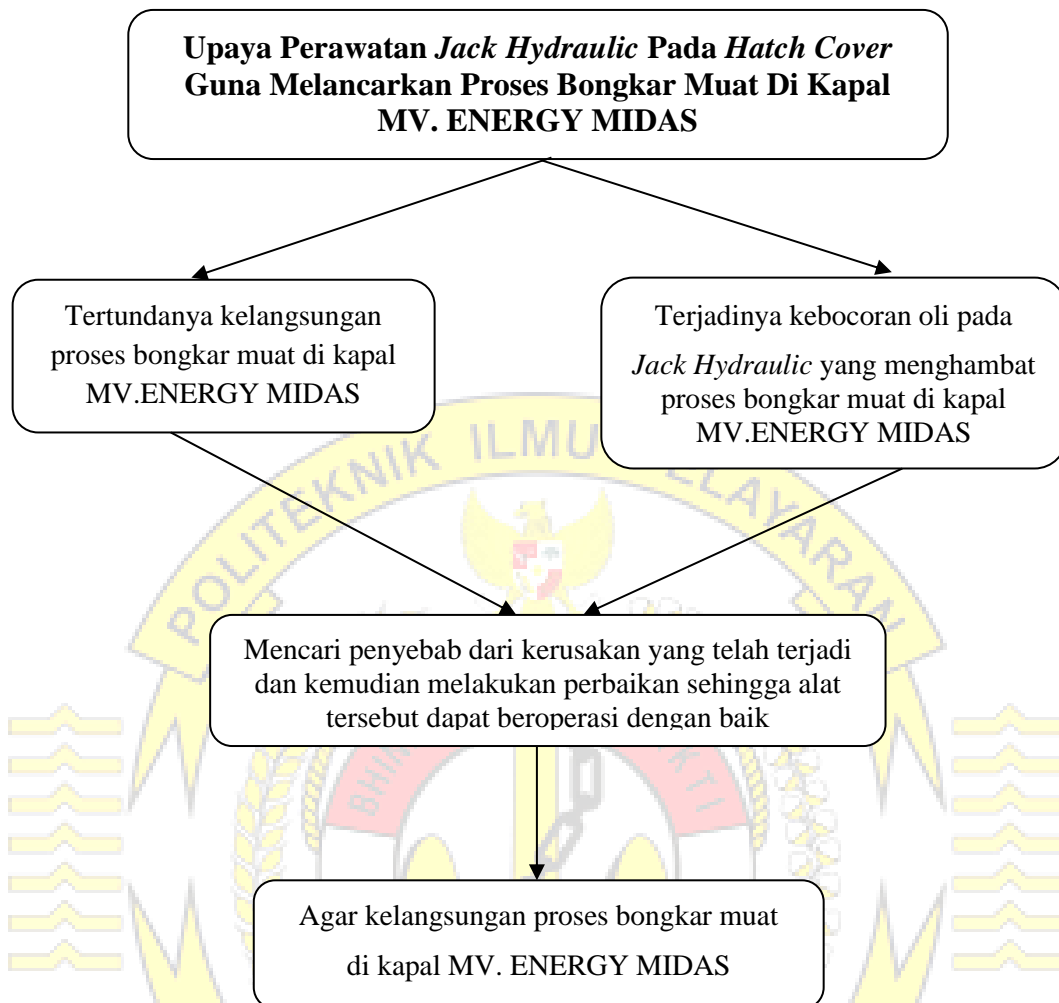 Upaya Perawatan Jack Hydraulic Pada Hatch Cover
Guna Melancarkan Proses Bongkar Muat Di Kapal
MV. ENERGY MIDAS
Tertundanya kelangsungan
proses bongkar muat di kapal
MV.ENERGY MIDAS
Terjadinya kebocoran oli pada
Jack Hydraulic yang menghambat
proses bongkar muat di kapal
MV.ENERGY MIDAS
POLITEKNIK ILMU PELAYARAN
Mencari penyebab dari kerusakan yang telah terjadi
dan kemudian melakukan perbaikan sehingga alat
tersebut dapat beroperasi dengan baik
Agar kelangsungan proses bongkar muat
di kapal MV. ENERGY MIDAS